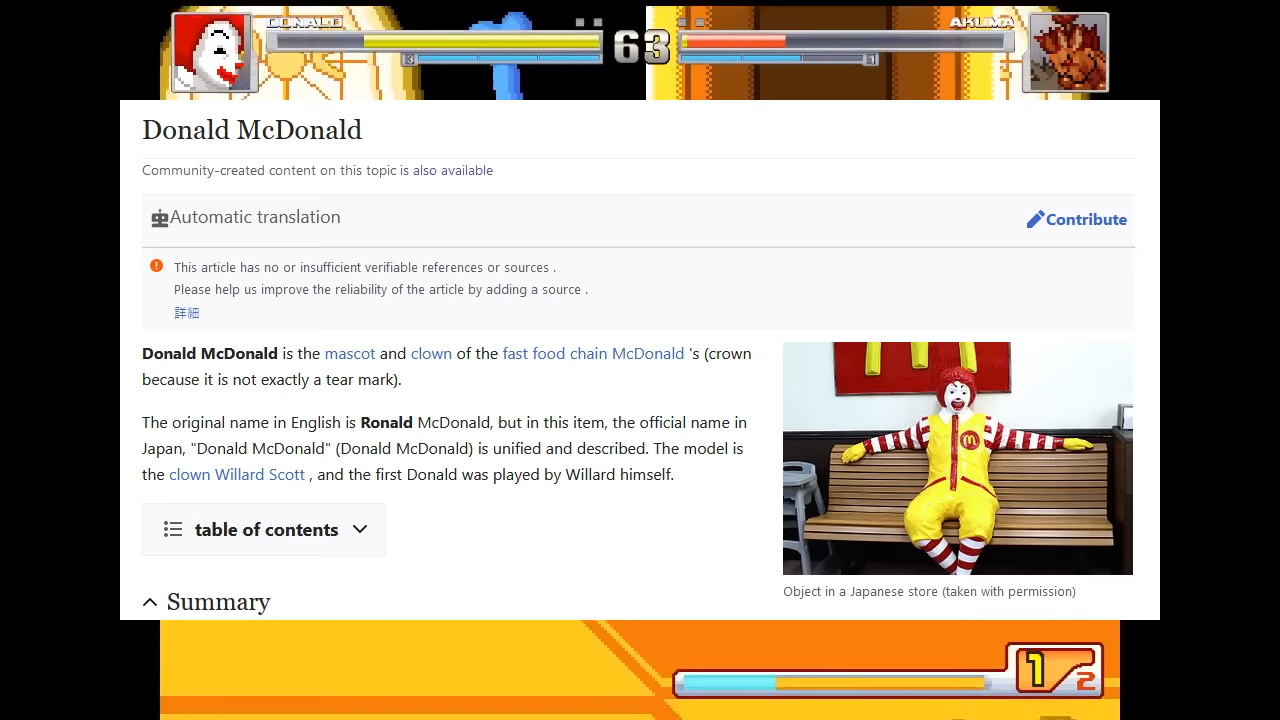 DONALD
63
AKUMA
3
1
Donald McDonald
Community-created content on this topic is also available
Automatic translation
Contribute
This article has no or insufficient verifiable references or sources .
Please help us improve the reliability of the article by adding a source .
詳細
Donald McDonald is the mascot and clown of the fast food chain McDonald 's (crown
because it is not exactly a tear mark).
The original name in English is Ronald McDonald, but in this item, the official name in
Japan, "Donald McDonald" (Donald McDonald) is unified and described. The model is
the clown Willard Scott , and the first Donald was played by Willard himself.
table of contents
Summary
Object in a Japanese store (taken with permission)
1
2